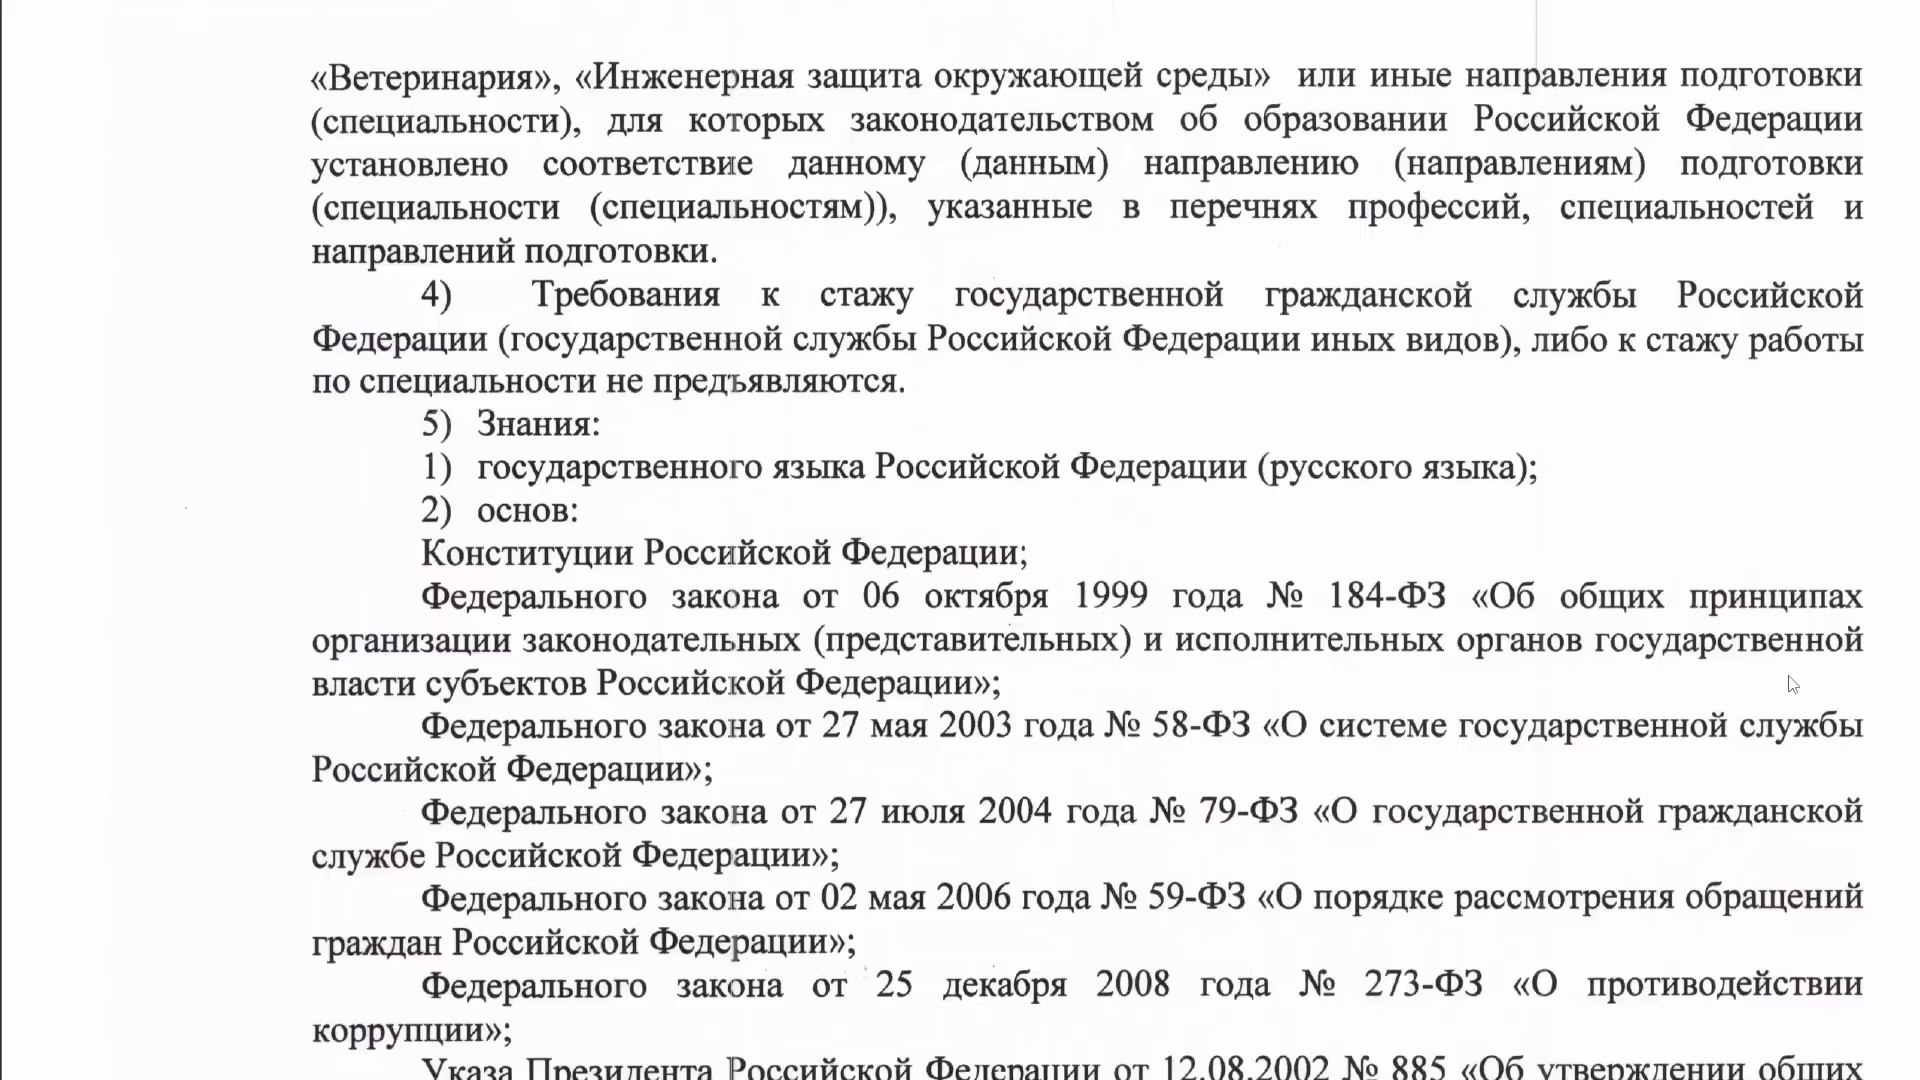 «Ветеринария», «Инженерная защита окружающей среды» или иные направления подготовки
(специальности), для которых законодательством об образовании Российской Федерации
установлено соответствие данному (данным) направлению (направлениям) подготовки
(специальности (специальностям)), указанные в перечнях профессий, специальностей и
направлений подготовки.
4) Требования к стажу государственной гражданской службы Российской
Федерации (государственной службы Российской Федерации иных видов), либо к стажу работы
по специальности не предъявляются.
5) Знания:
1) государственного языка Российской Федерации (русского языка);
2) основ:
Конституции Российской Федерации;
Федерального закона от 06 октября 1999 года № 184-ФЗ «Об общих принципах
организации законодательных (представительных) и исполнительных органов государственной
власти субъектов Российской Федерации»;
Федерального закона от 27 мая 2003 года № 58-ФЗ «О системе государственной службы
Российской Федерации»;
Федерального закона от 27 июля 2004 года № 79-ФЗ «О государственной гражданской
службе Российской Федерации»;
Федерального закона от 02 мая 2006 года № 59-ФЗ «О порядке рассмотрения обращений
граждан Российской Федерации»;
Федерального закона от 25 декабря 2008 года № 273-ФЗ «О противодействии
коррупции»;
Указа Президента Российской Федерации от 12.08.2002 № 885 «Об утверждении общих